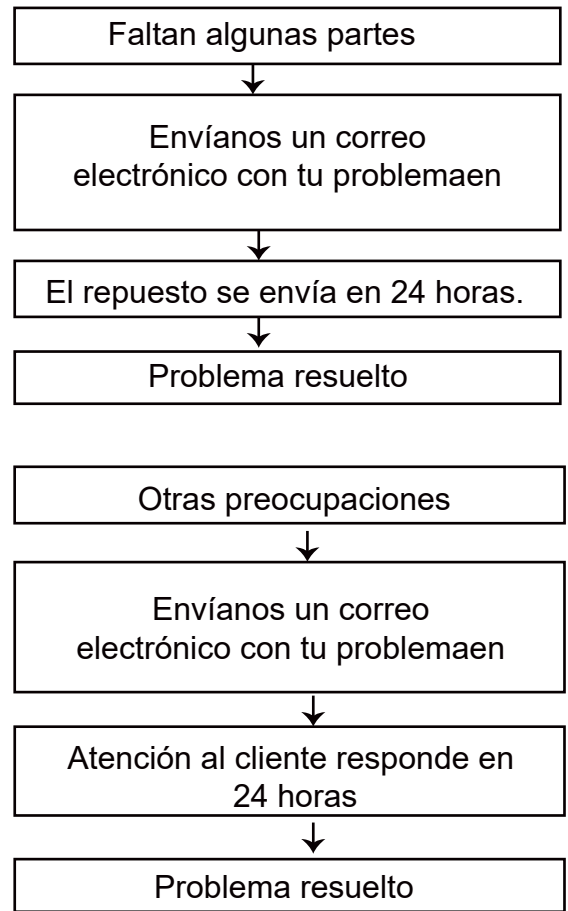 Faltan algunas partes
Envíanos un correo
electrónico con tu problemaen
El repuesto se envía en 24 horas.
Problema resuelto
Otras preocupaciones
Envíanos un correo
electrónico con tu problemaen
Atención al cliente responde en
24 horas
Problema resuelto